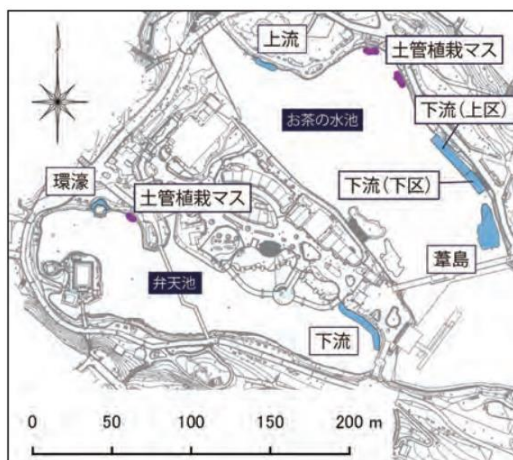 上流
土管植栽マス
お茶の水池
下流(上区)
下流(下区)
環濠
土管植栽マス
葦島
弁天池
下流
0 50 100 150 200 m